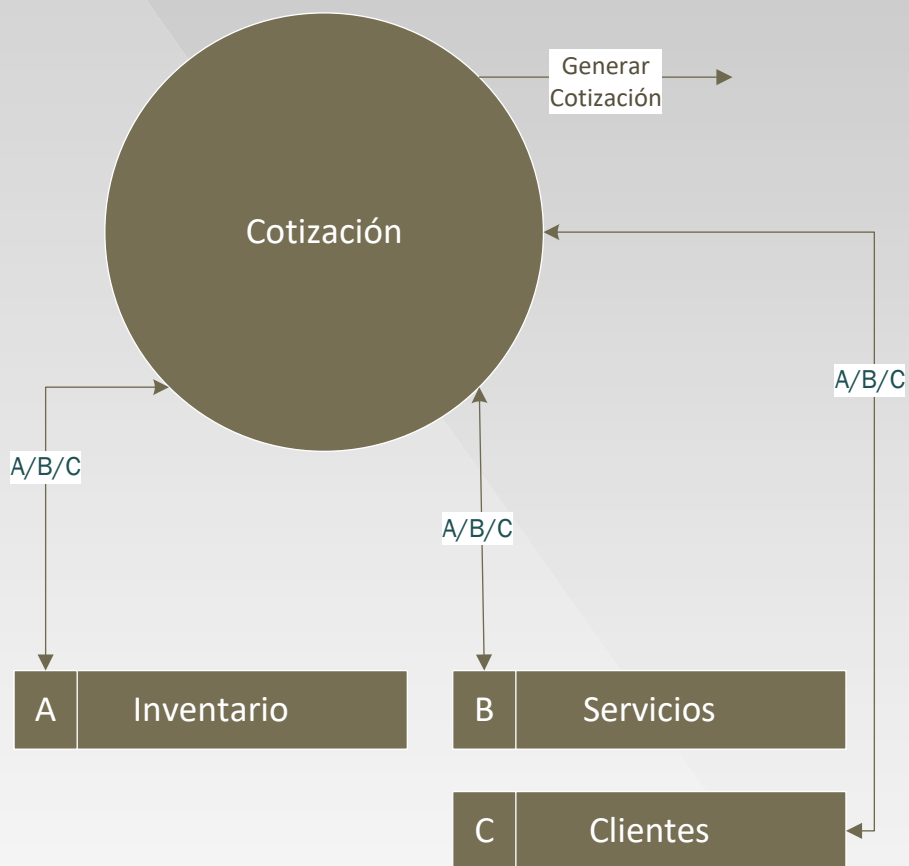 Generar
Cotización
Cotización
A/B/C
A/B/C
A/B/C
A Inventario
B Servicios
C Clientes